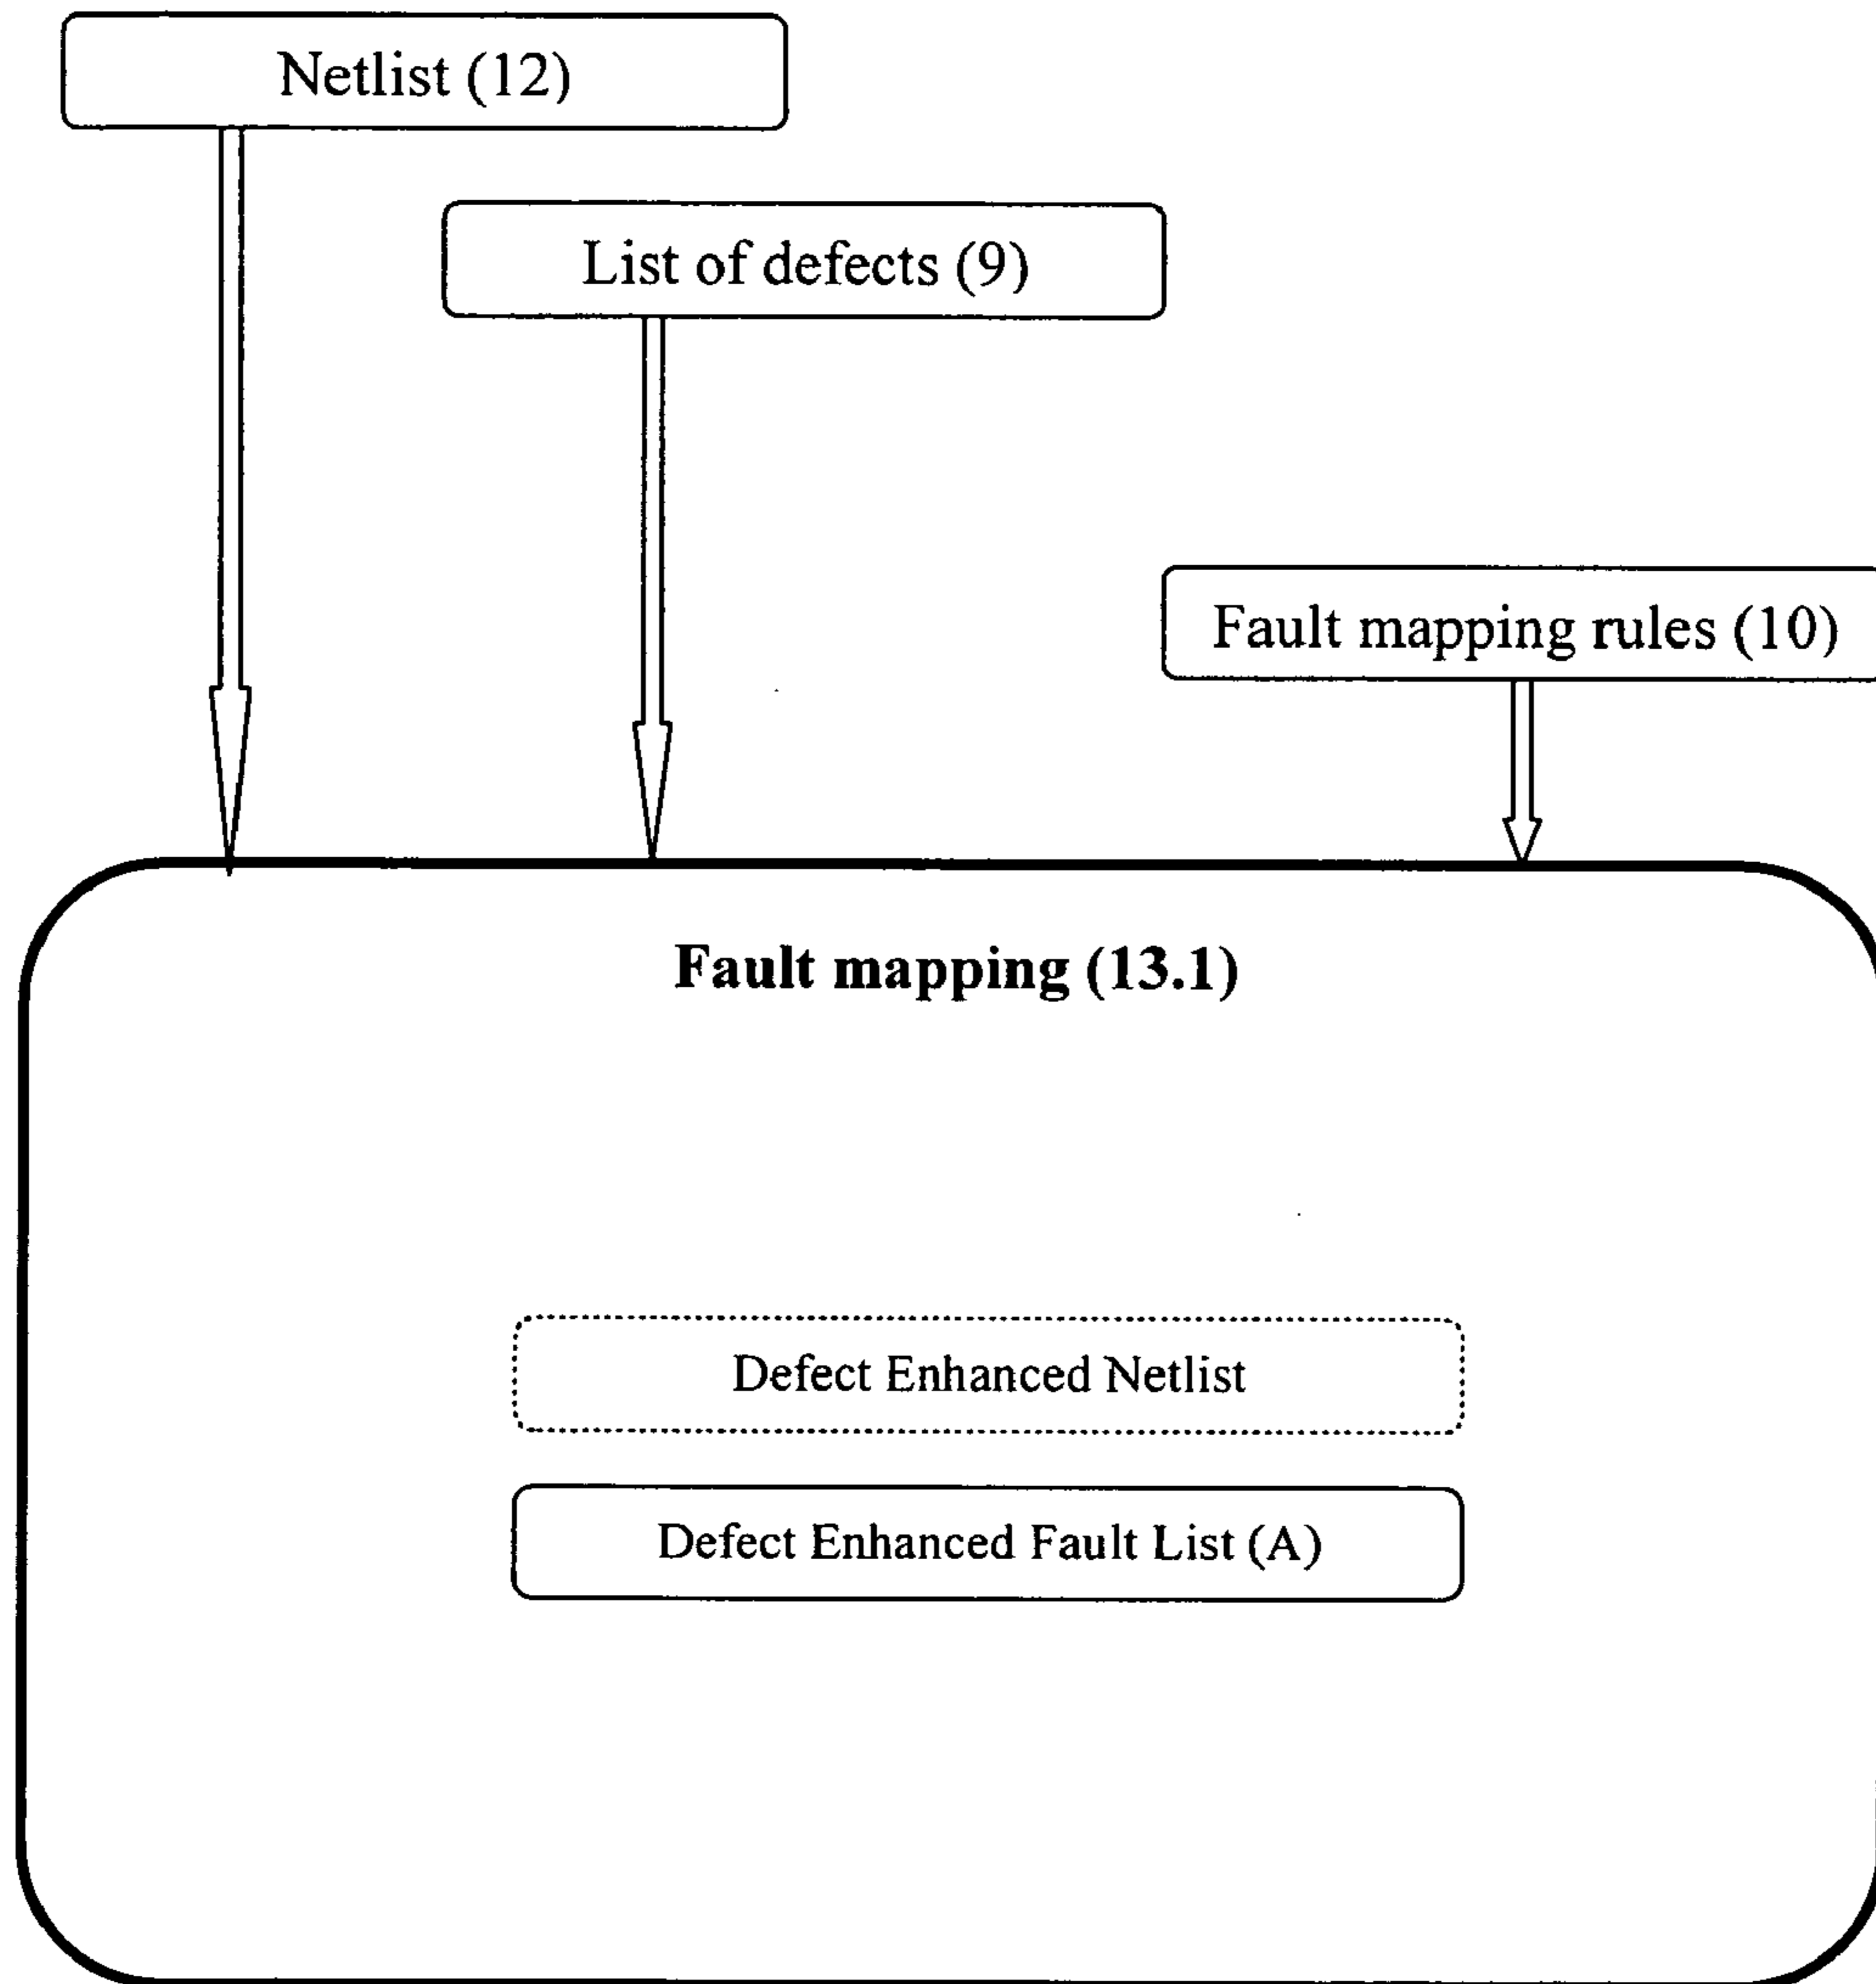 Netlist (12)
List of defects (9)
Fault mapping rules (10)
Fault mapping (13.1)
Defect Enhanced Netlist
Defect Enhanced Fault List (A)